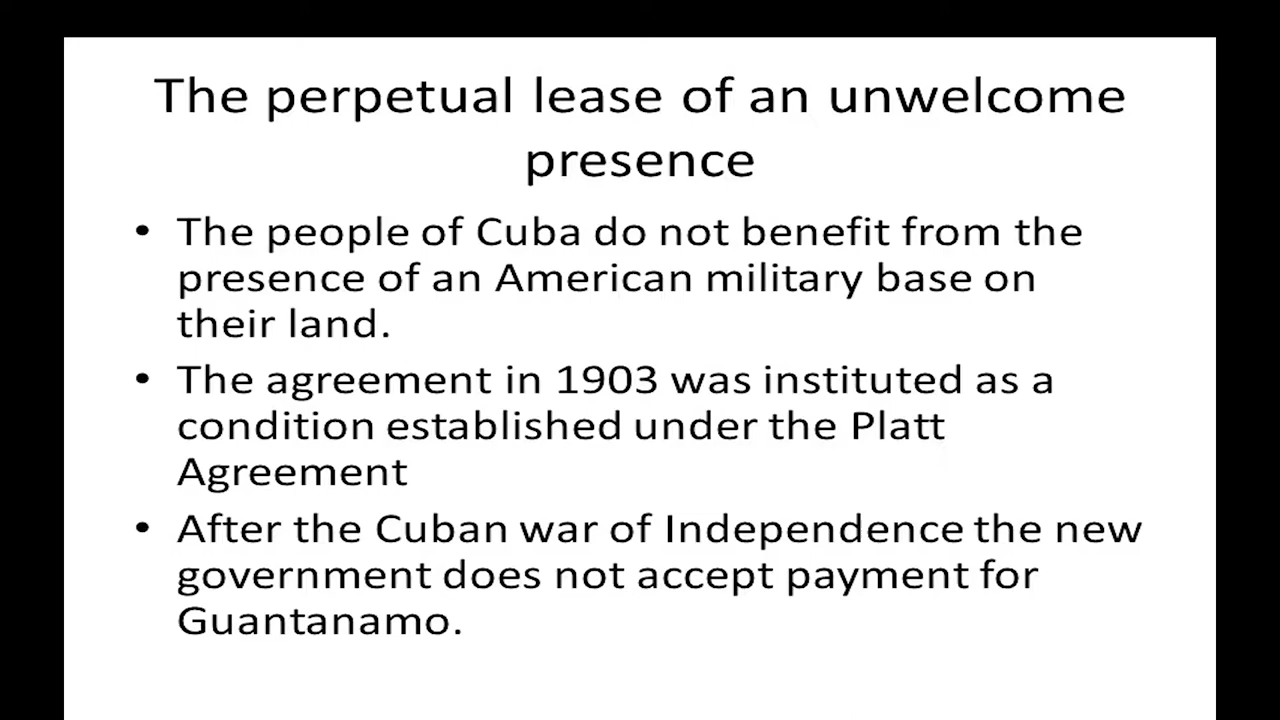 The perpetual lease of an unwelcome
presence
• The people of Cuba do not benefit from the
presence of an American military base on
their land.
• The agreement in 1903 was instituted as a
condition established under the Platt
Agreement
• After the Cuban war of Independence the new
government does not accept payment for
Guantanamo.